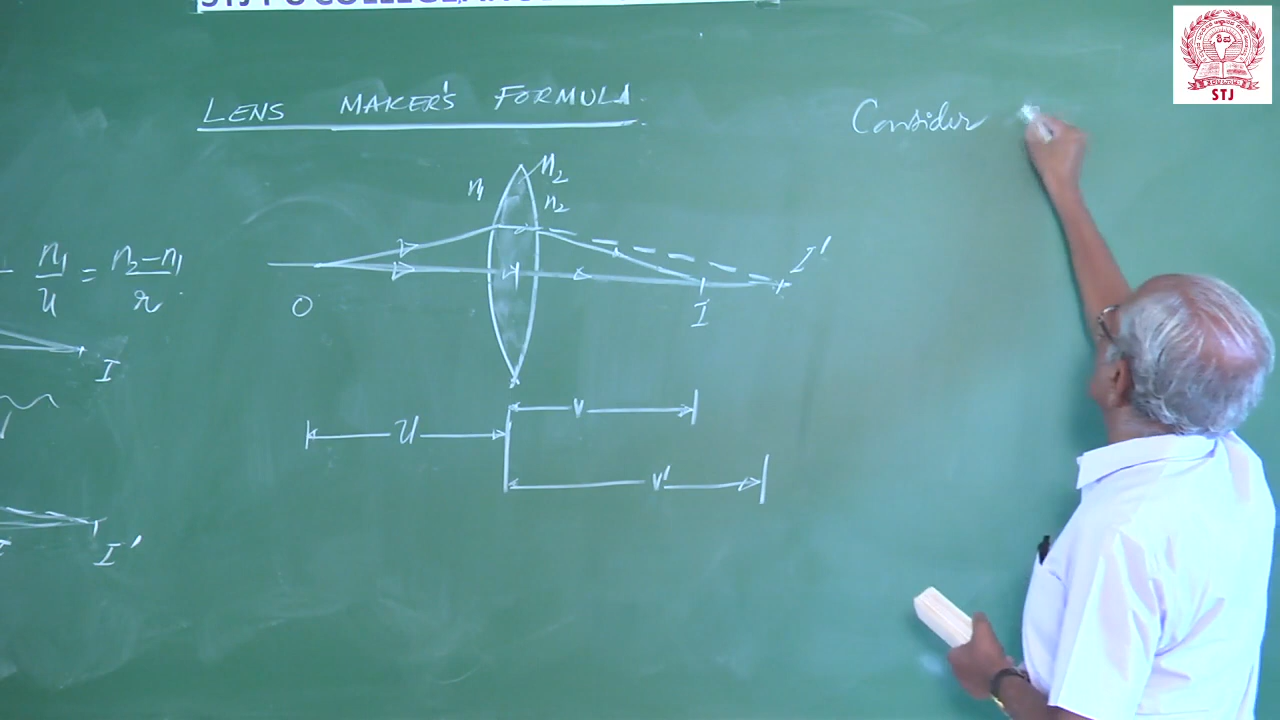 LENS MAKER'S FORMULA.
Consider
n₁
n₂
n₂
n₁/u = n₂-n₁/r
O
I
I'
I
u
v
v'
I'
STJ